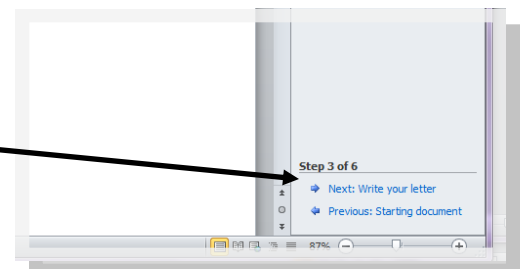 Step 3 of 6
Next: Write your letter
Previous: Starting document
87%